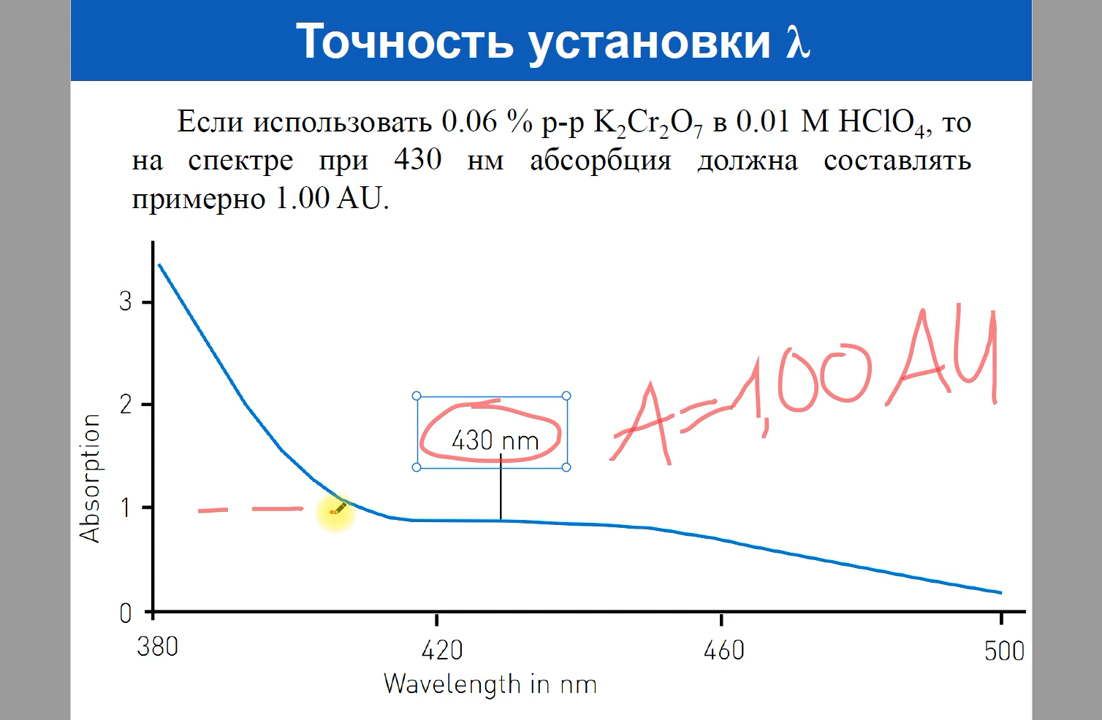 Точность установки λ
Если использовать 0.06 % р-р K₂Cr₂O₇ в 0.01 М HClO₄, то
на спектре при 430 нм абсорбция должна составлять
примерно 1.00 AU.
3
2
1
0
Absorption
430 nm
A=1,00 AU
380
420
460
500
Wavelength in nm